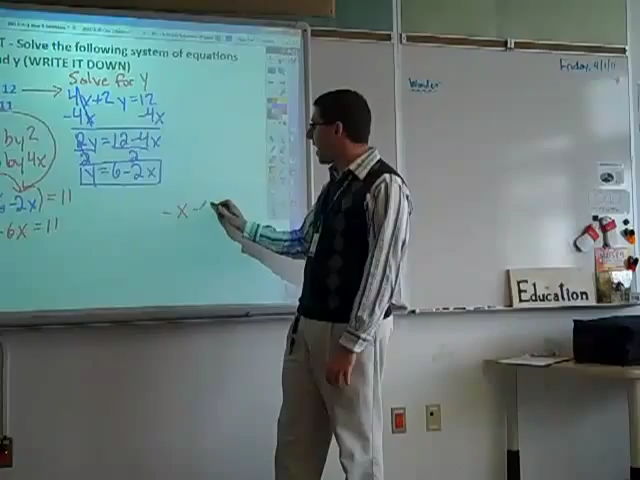 T - Solve the following system of equations
d y (WRITE IT DOWN)
Solve for y
12
4x+2y=12
11
-4x -4x
by 2
2y=12-4x
by 4x
2 2
y=6-2x
-2x)=11
-6x=11
-x-
Wonder
Friday, 4/1/11
Education